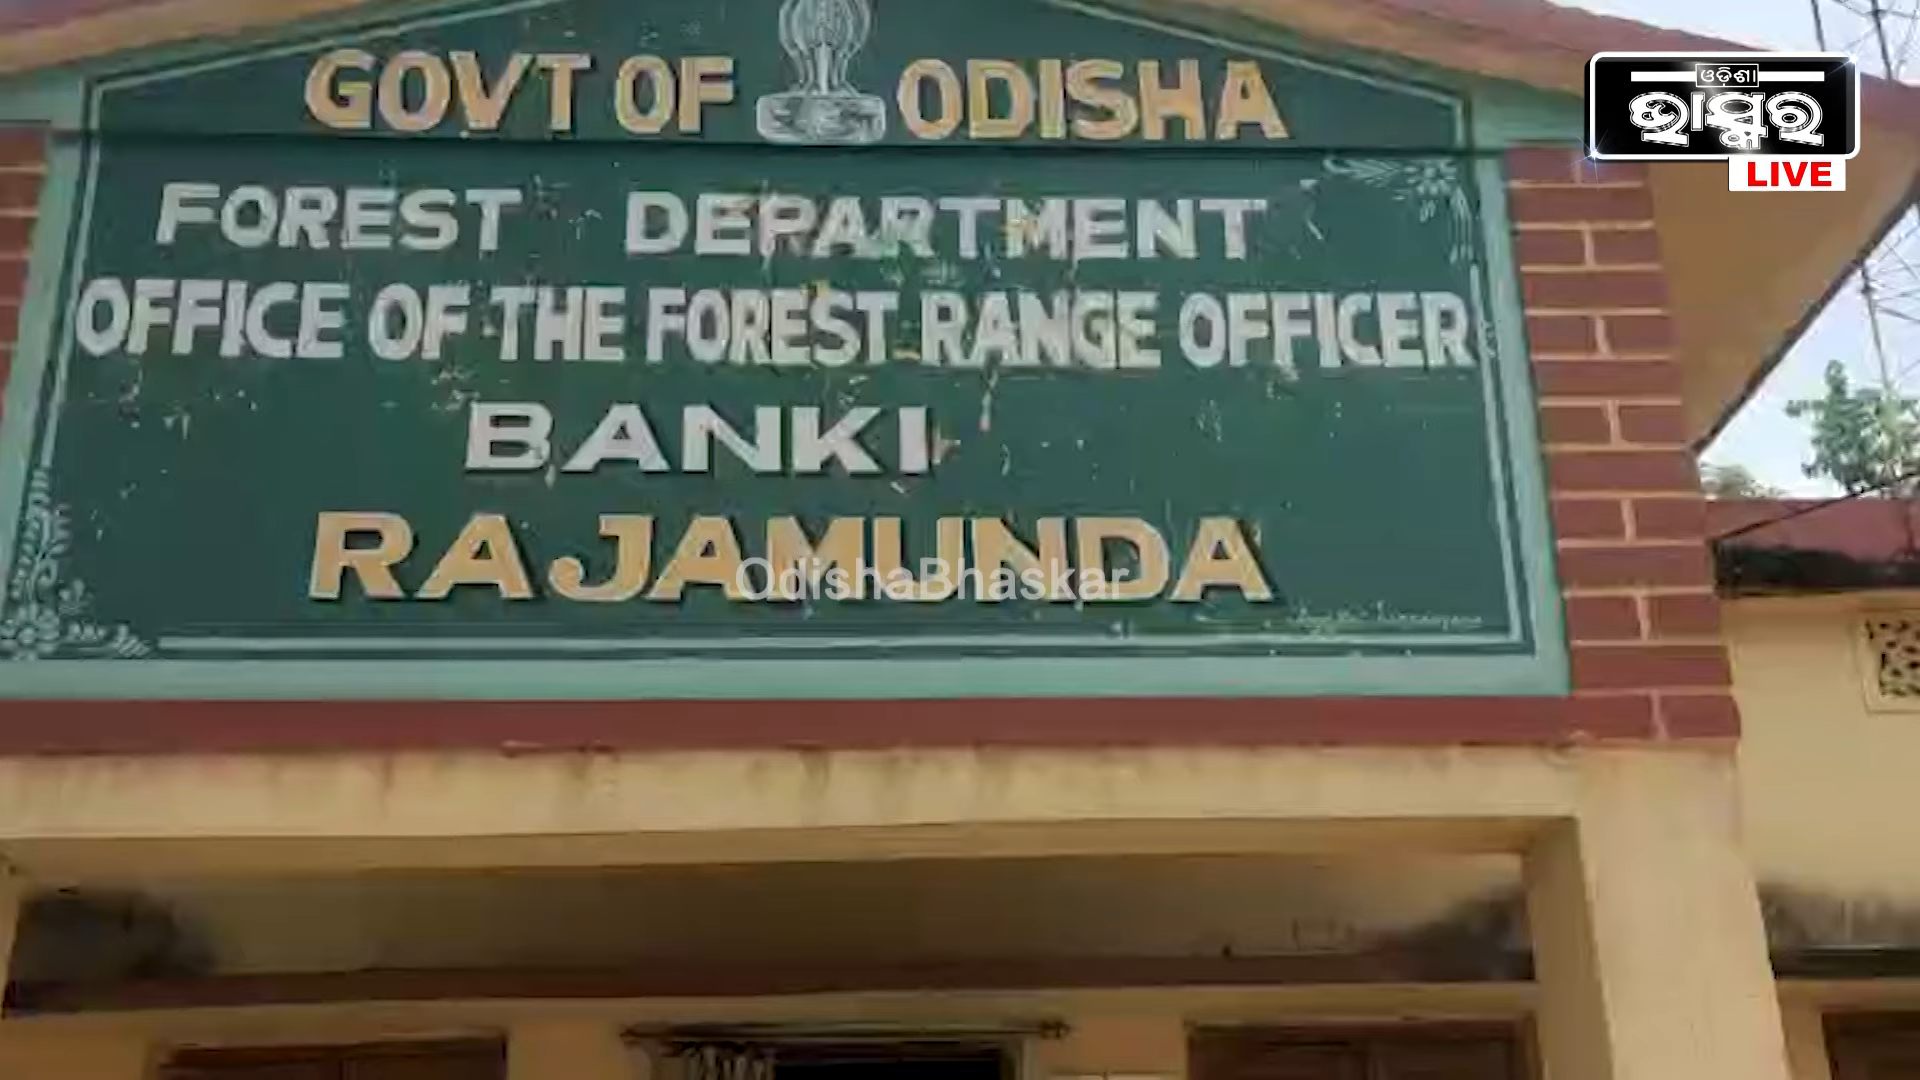 GOVT OF ODISHA
FOREST DEPARTMENT
OFFICE OF THE FOREST RANGE OFFICER
BANKI
RAJAMUNDA
OdishaBhaskar
ଓଡ଼ିଶା
ଭାସ୍କର
LIVE